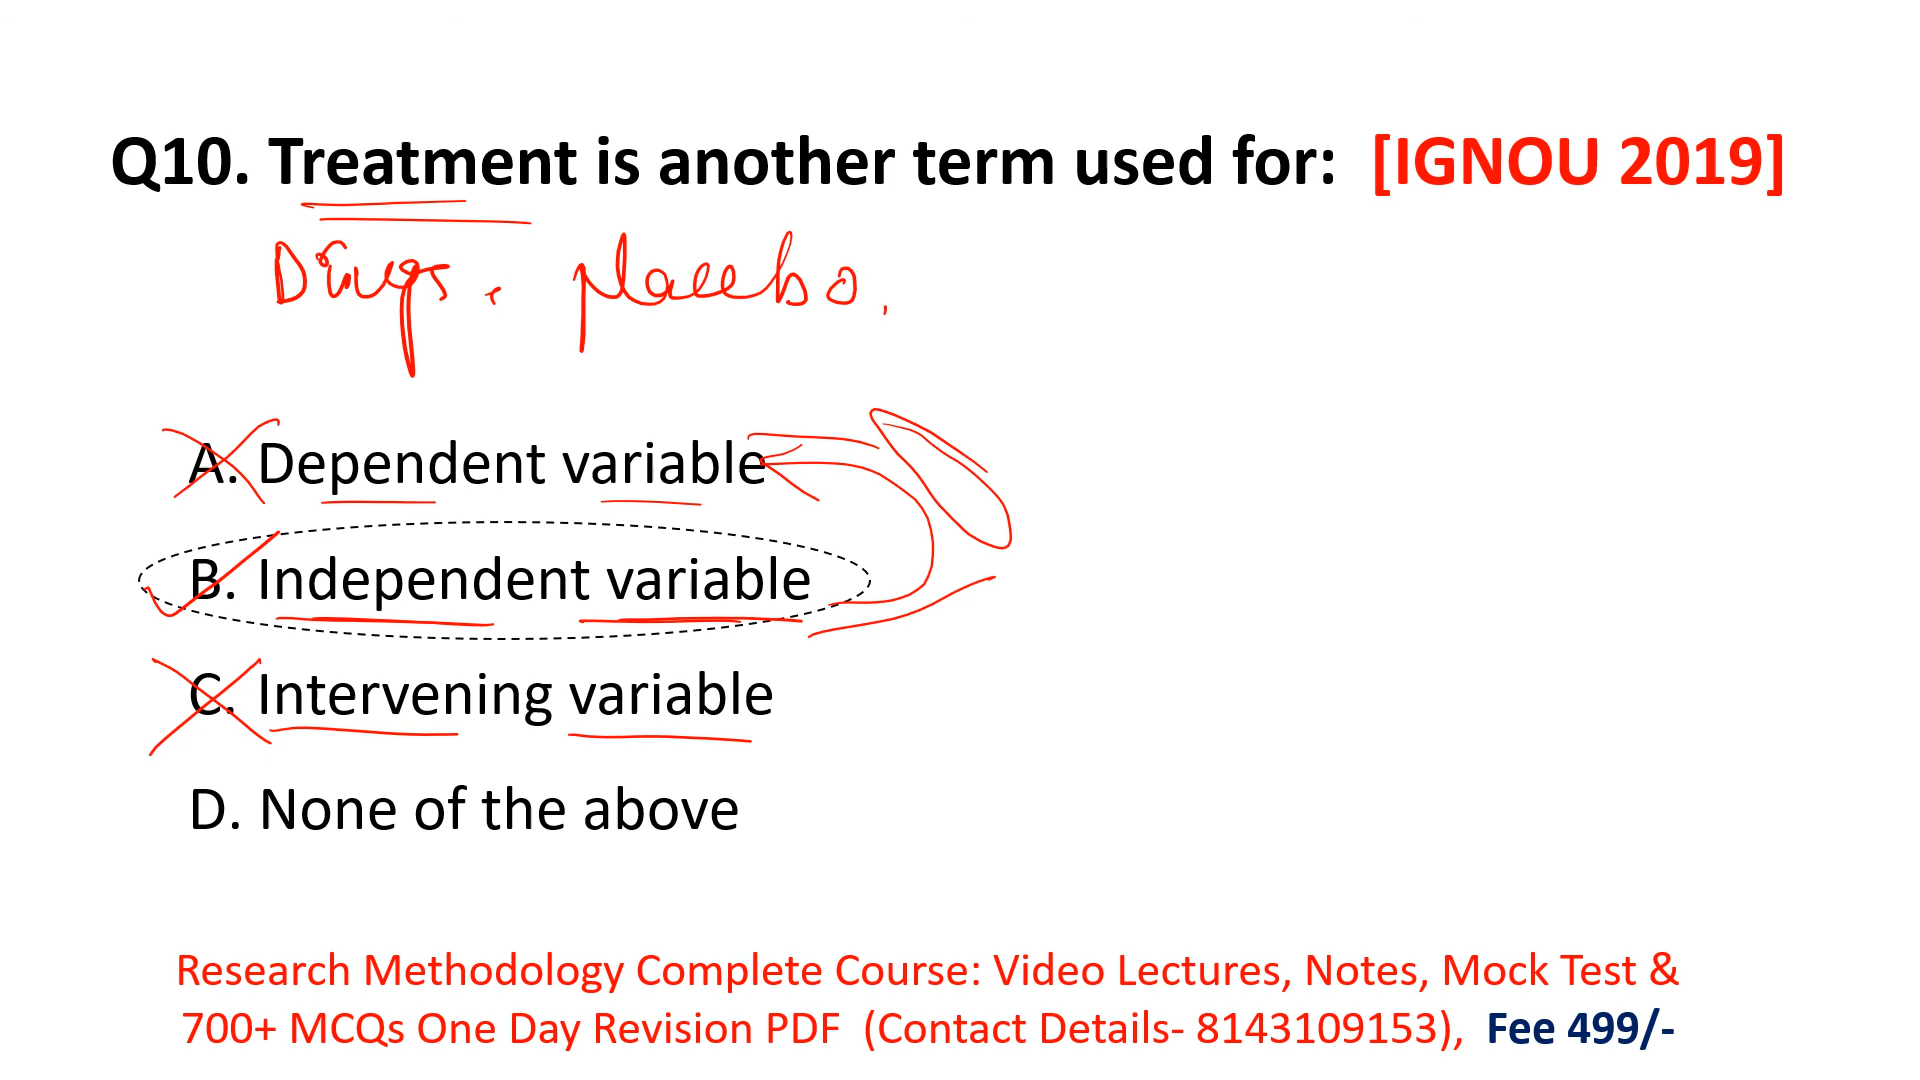 Q10. Treatment is another term used for: [IGNOU 2019]
Drugs. placebo.
A. Dependent variable
B. Independent variable
C. Intervening variable
D. None of the above
Research Methodology Complete Course: Video Lectures, Notes, Mock Test &
700+ MCQs One Day Revision PDF (Contact Details- 8143109153), Fee 499/-